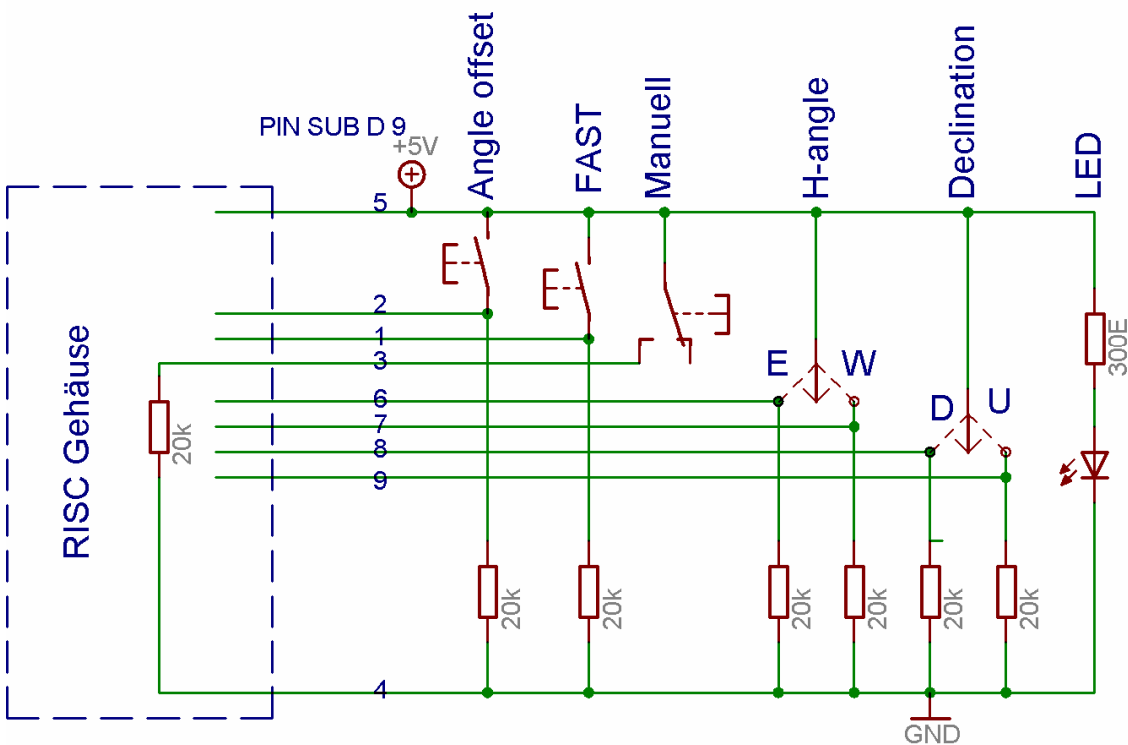 PIN SUB D 9
+5V
Angle offset
FAST
Manuell
H-angle
Declination
LED
RISC Gehäuse
5
2
1
3
6
7
8
9
4
E W
D U
300E
20k
20k
20k
20k
20k
20k
20k
GND